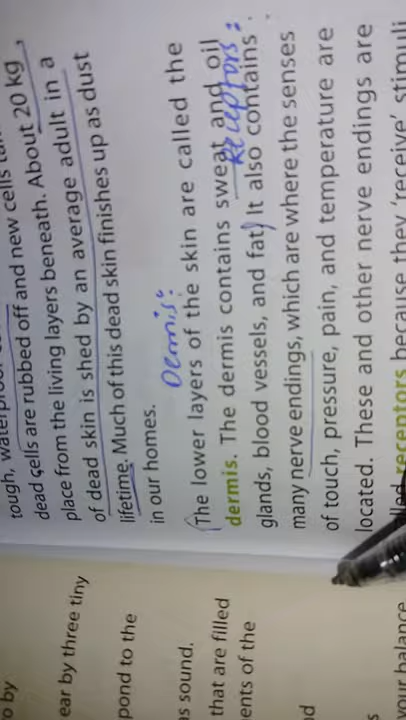 tough, waterproof
dead cells are rubbed off and new cells
place from the living layers beneath. About 20 kg
of dead skin is shed by an average adult in a
lifetime. Much of this dead skin finishes up as dust
in our homes.
Dermis:
The lower layers of the skin are called the
dermis. The dermis contains sweat and oil
Receptors:
glands, blood vessels, and fat) It also contains
many nerve endings, which are where the senses
of touch, pressure, pain, and temperature are
located. These and other nerve endings are
receptors because they 'receive' stimuli
o by
ear by three tiny
pond to the
as sound.
that are filled
ents of the
your balance